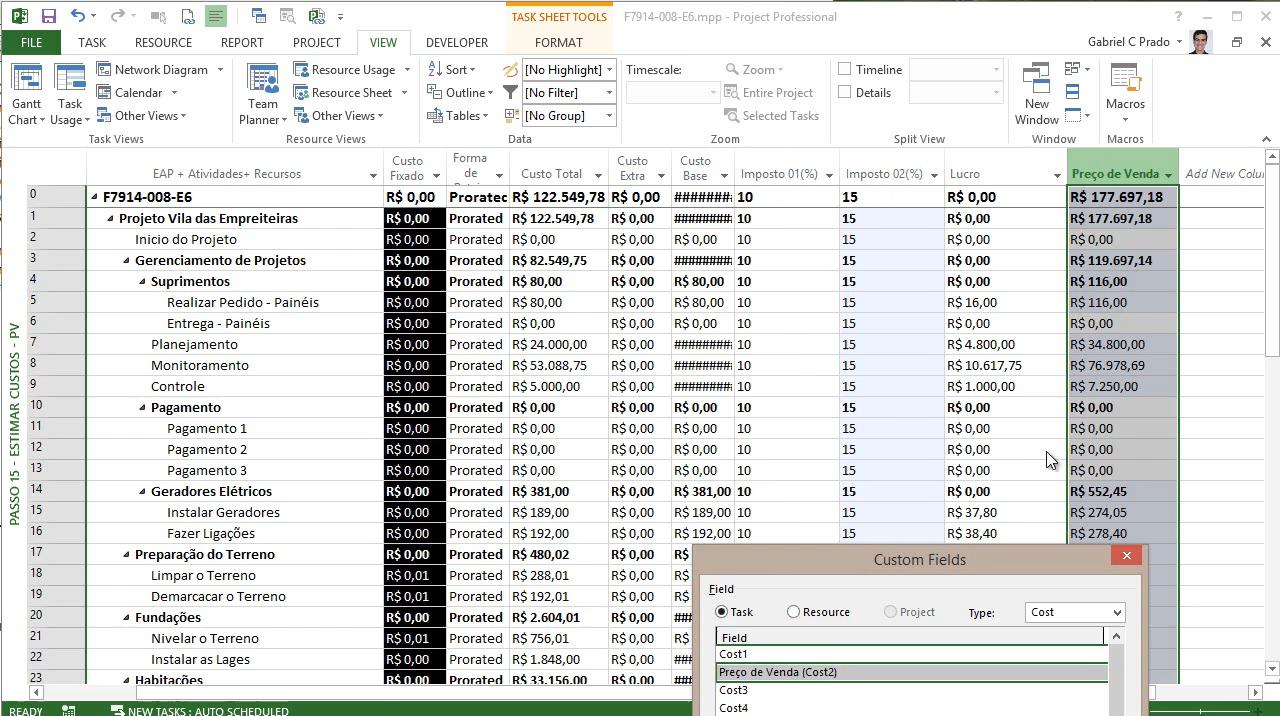 TASK SHEET TOOLS F7914-008-E6.mpp - Project Professional
FILE TASK RESOURCE REPORT PROJECT VIEW DEVELOPER FORMAT Gabriel C Prado
Network Diagram Resource Usage Sort [No Highlight] Timescale: Zoom Timeline
Calendar Resource Sheet Outline [No Filter] Entire Project Details
Gantt Chart Task Usage Other Views Team Planner Other Views Tables [No Group] Selected Tasks New Window Macros
Task Views Resource Views Data Zoom Split View Window Macros
EAP + Atividades+ Recursos Custo Fixado Forma de Custo Total Custo Extra Custo Base Imposto 01(%) Imposto 02(%) Lucro Preço de Venda Add New Colu
0 F7914-008-E6 R$ 0,00 Proratec R$ 122.549,78 R$ 0,00 ######## 10 15 R$ 0,00 R$ 177.697,18
1 Projeto Vila das Empreiteiras R$ 0,00 Prorated R$ 122.549,78 R$ 0,00 ######## 10 15 R$ 0,00 R$ 177.697,18
2 Inicio do Projeto R$ 0,00 Prorated R$ 0,00 R$ 0,00 R$ 0,00 10 15 R$ 0,00 R$ 0,00
3 Gerenciamento de Projetos R$ 0,00 Prorated R$ 82.549,75 R$ 0,00 ######## 10 15 R$ 0,00 R$ 119.697,14
4 Suprimentos R$ 0,00 Prorated R$ 80,00 R$ 0,00 R$ 80,00 10 15 R$ 0,00 R$ 116,00
5 Realizar Pedido - Painéis R$ 0,00 Prorated R$ 80,00 R$ 0,00 R$ 80,00 10 15 R$ 16,00 R$ 116,00
6 Entrega - Painéis R$ 0,00 Prorated R$ 0,00 R$ 0,00 R$ 0,00 10 15 R$ 0,00 R$ 0,00
7 Planejamento R$ 0,00 Prorated R$ 24.000,00 R$ 0,00 ######## 10 15 R$ 4.800,00 R$ 34.800,00
8 Monitoramento R$ 0,00 Prorated R$ 53.088,75 R$ 0,00 ######## 10 15 R$ 10.617,75 R$ 76.978,69
9 Controle R$ 0,00 Prorated R$ 5.000,00 R$ 0,00 ######## 10 15 R$ 1.000,00 R$ 7.250,00
10 Pagamento R$ 0,00 Prorated R$ 0,00 R$ 0,00 R$ 0,00 10 15 R$ 0,00 R$ 0,00
11 Pagamento 1 R$ 0,00 Prorated R$ 0,00 R$ 0,00 R$ 0,00 10 15 R$ 0,00 R$ 0,00
12 Pagamento 2 R$ 0,00 Prorated R$ 0,00 R$ 0,00 R$ 0,00 10 15 R$ 0,00 R$ 0,00
13 Pagamento 3 R$ 0,00 Prorated R$ 0,00 R$ 0,00 R$ 0,00 10 15 R$ 0,00 R$ 0,00
14 Geradores Elétricos R$ 0,00 Prorated R$ 381,00 R$ 0,00 R$ 381,00 10 15 R$ 0,00 R$ 552,45
15 Instalar Geradores R$ 0,00 Prorated R$ 189,00 R$ 0,00 R$ 189,00 10 15 R$ 37,80 R$ 274,05
16 Fazer Ligações R$ 0,00 Prorated R$ 192,00 R$ 0,00 R$ 192,00 10 15 R$ 38,40 R$ 278,40
17 Preparação do Terreno R$ 0,00 Prorated R$ 480,02 R$ 0,00 R$
18 Limpar o Terreno R$ 0,01 Prorated R$ 288,01 R$ 0,00 R$
19 Demarcacar o Terreno R$ 0,01 Prorated R$ 192,01 R$ 0,00 R$
20 Fundações R$ 0,00 Prorated R$ 2.604,01 R$ 0,00 ###
21 Nivelar o Terreno R$ 0,01 Prorated R$ 756,01 R$ 0,00 R$
22 Instalar as Lages R$ 0,00 Prorated R$ 1.848,00 R$ 0,00 ###
23 Habitações R$ 0,00 Prorated R$ 33.156,00 R$ 0,00 ###
PASSO 15 - ESTIMAR CUSTOS - PV
Custom Fields
Field
Task Resource Project Type: Cost
Field
Cost1
Preço de Venda (Cost2)
Cost3
Cost4
READY NEW TASKS : AUTO SCHEDULED